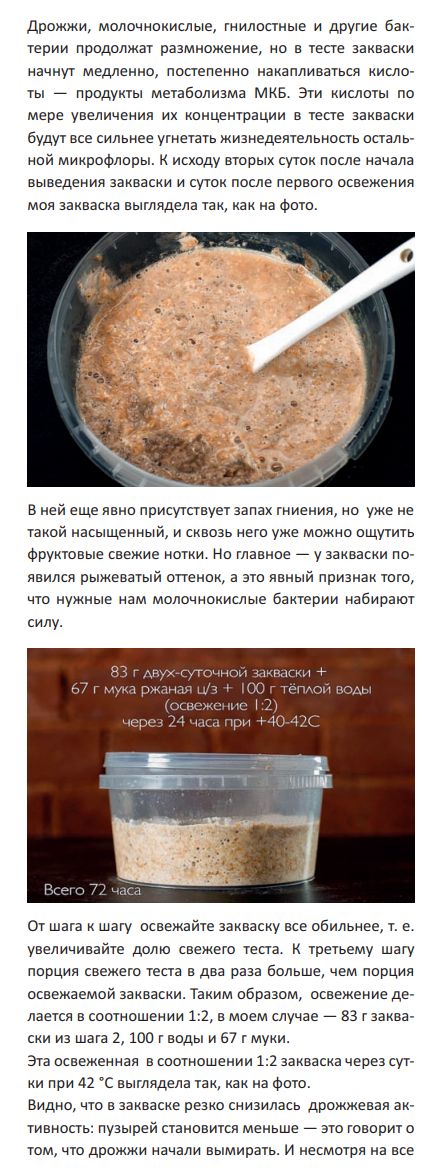 Дрожжи, молочнокислые, гнилостные и другие бак-
терии продолжат размножение, но в тесте закваски
начнут медленно, постепенно накапливаться кисло-
ты — продукты метаболизма МКБ. Эти кислоты по
мере увеличения их концентрации в тесте закваски
будут все сильнее угнетать жизнедеятельность осталь-
ной микрофлоры. К исходу вторых суток после начала
выведения закваски и суток после первого освежения
моя закваска выглядела так, как на фото.
В ней еще явно присутствует запах гниения, но уже не
такой насыщенный, и сквозь него уже можно ощутить
фруктовые свежие нотки. Но главное — у закваски по-
явился рыжеватый оттенок, а это явный признак того,
что нужные нам молочнокислые бактерии набирают
силу.
83 г двух-суточной закваски +
67 г мука ржаная ц/з + 100 г тёплой воды
(освежение 1:2)
через 24 часа при +40-42С
Всего 72 часа
От шага к шагу освежайте закваску все обильнее, т. е.
увеличивайте долю свежего теста. К третьему шагу
порция свежего теста в два раза больше, чем порция
освежаемой закваски. Таким образом, освежение де-
лается в соотношении 1:2, в моем случае — 83 г заква-
ски из шага 2, 100 г воды и 67 г муки.
Эта освеженная в соотношении 1:2 закваска через сут-
ки при 42 °С выглядела так, как на фото.
Видно, что в закваске резко снизилась дрожжевая ак-
тивность: пузырей становится меньше — это говорит о
том, что дрожжи начали вымирать. И несмотря на все